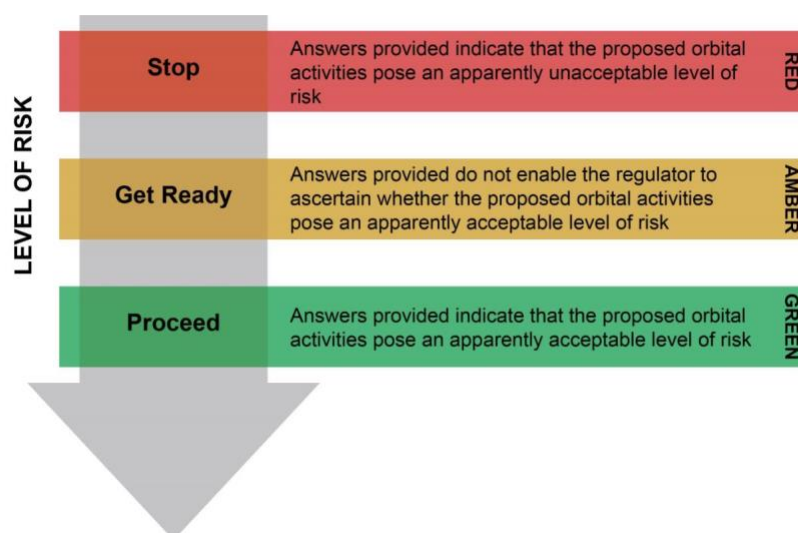 LEVEL OF RISK
Stop
Answers provided indicate that the proposed orbital
activities pose an apparently unacceptable level of
risk
RED
Get Ready
Answers provided do not enable the regulator to
ascertain whether the proposed orbital activities
pose an apparently acceptable level of risk
AMBER
Proceed
Answers provided indicate that the proposed orbital
activities pose an apparently acceptable level of risk
GREEN